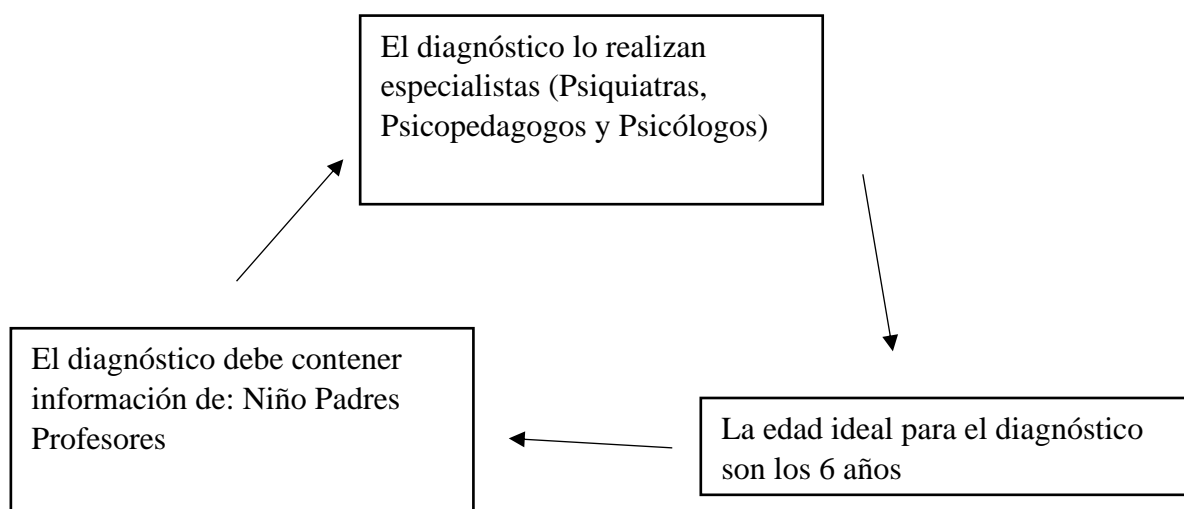 El diagnóstico lo realizan
especialistas (Psiquiatras,
Psicopedagogos y Psicólogos)
El diagnóstico debe contener
información de: Niño Padres
Profesores
La edad ideal para el diagnóstico
son los 6 años